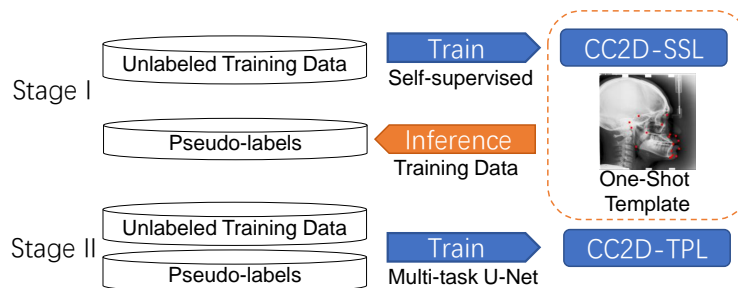 Unlabeled Training Data
Train
CC2D-SSL
Self-supervised
Stage I
Pseudo-labels
Inference
Training Data
One-Shot
Template
Unlabeled Training Data
Stage II
Pseudo-labels
Train
CC2D-TPL
Multi-task U-Net